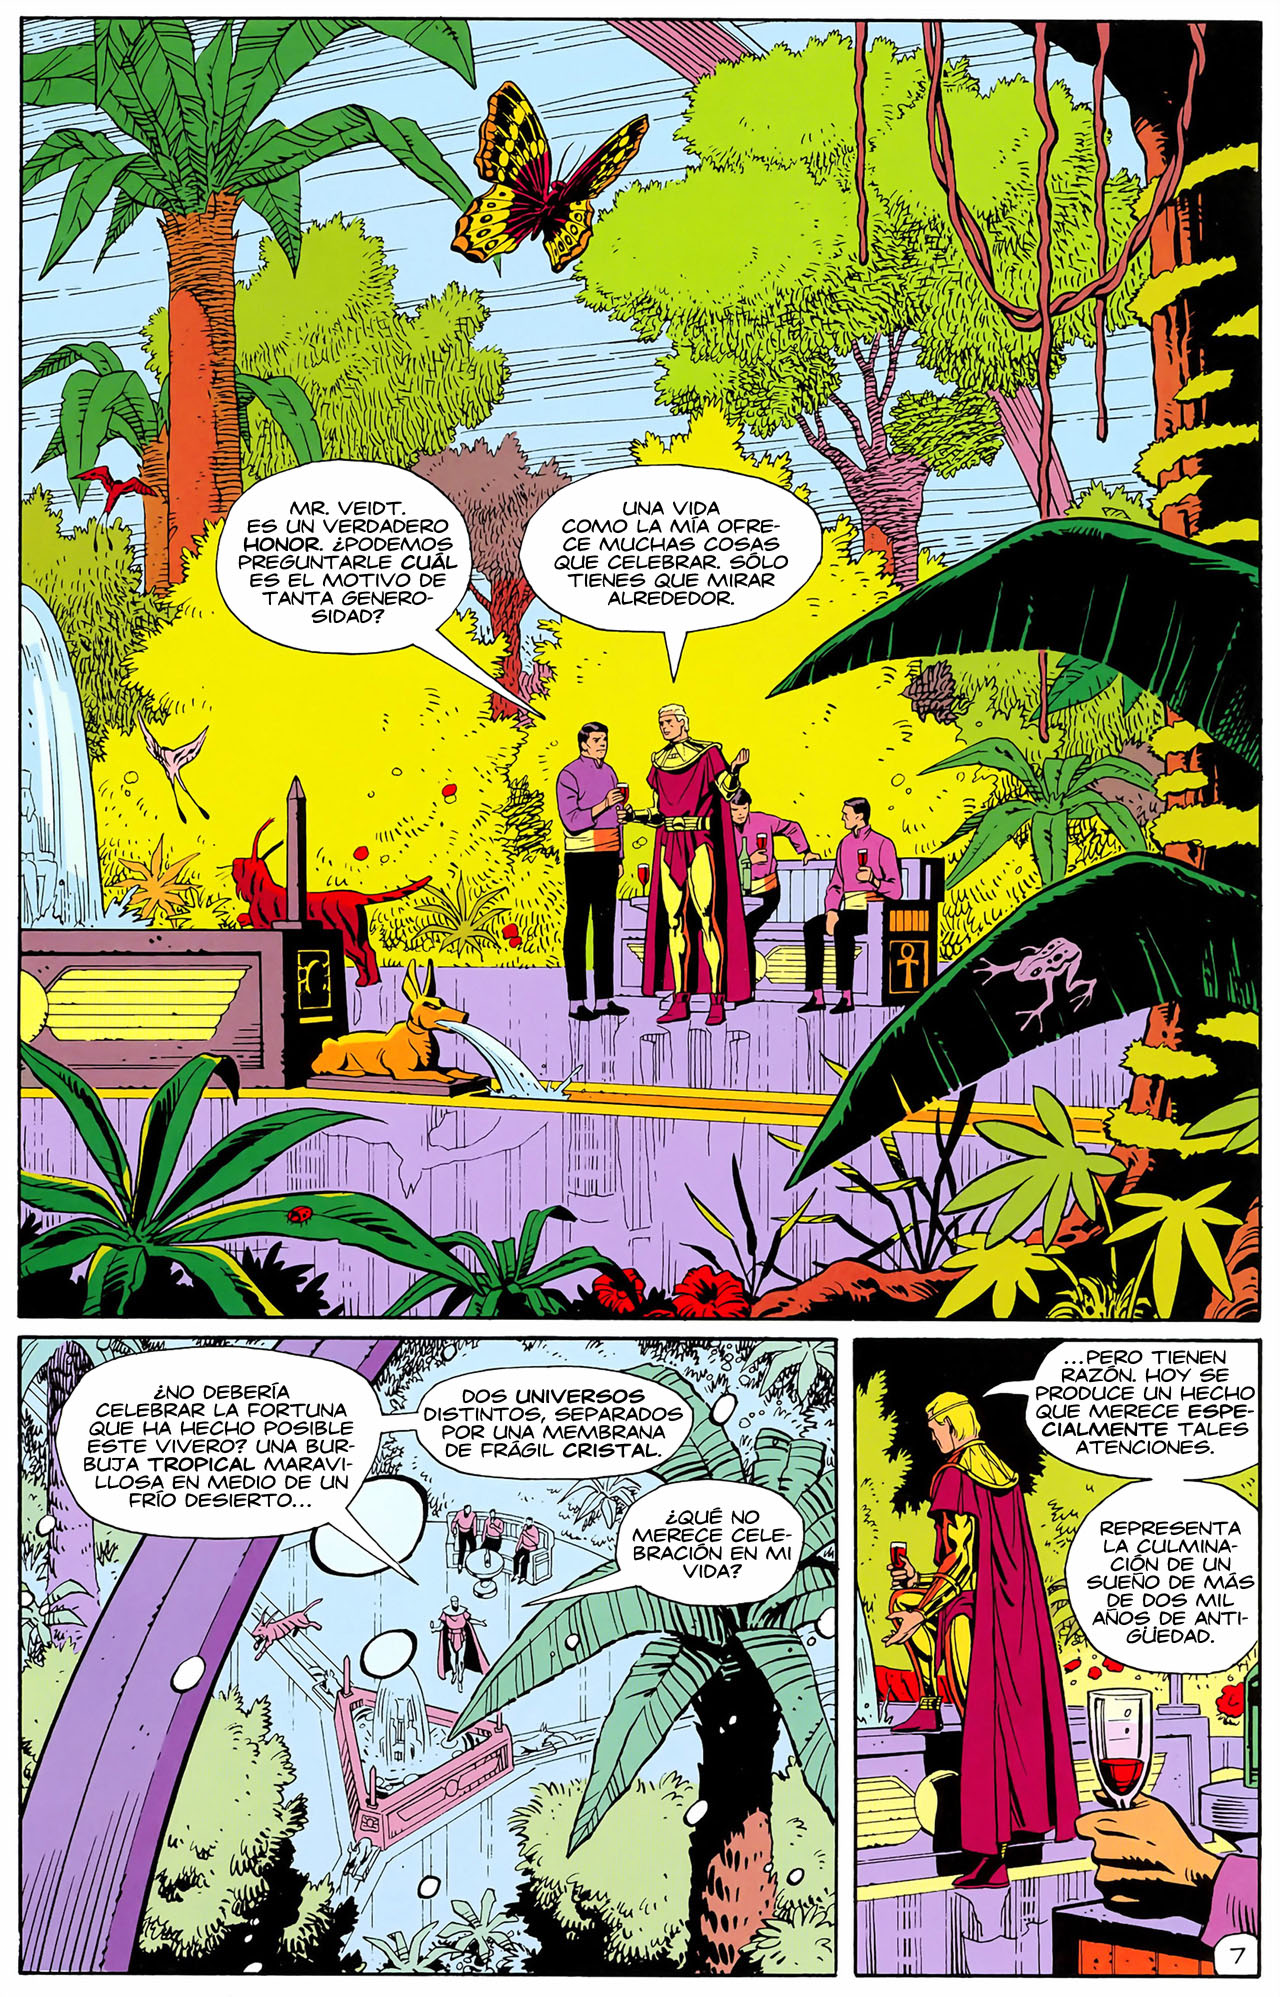 MR. VEIDT.
ES UN VERDADERO
HONOR. ¿PODEMOS
PREGUNTARLE CUÁL
ES EL MOTIVO DE
TANTA GENERO-
SIDAD?
UNA VIDA
COMO LA MÍA OFRE-
CE MUCHAS COSAS
QUE CELEBRAR. SÓLO
TIENES QUE MIRAR
ALREDEDOR.
¿NO DEBERÍA
CELEBRAR LA FORTUNA
QUE HA HECHO POSIBLE
ESTE VIVERO? UNA BUR-
BUJA TROPICAL MARAVI-
LLOSA EN MEDIO DE UN
FRÍO DESIERTO...
DOS UNIVERSOS
DISTINTOS, SEPARADOS
POR UNA MEMBRANA
DE FRÁGIL CRISTAL.
¿QUÉ NO
MERECE CELE-
BRACIÓN EN MI
VIDA?
...PERO TIENEN
RAZÓN. HOY SE
PRODUCE UN HECHO
QUE MERECE ESPE-
CIALMENTE TALES
ATENCIONES.
REPRESENTA
LA CULMINA-
CIÓN DE UN
SUEÑO DE MÁS
DE DOS MIL
AÑOS DE ANTI-
GÜEDAD.
7